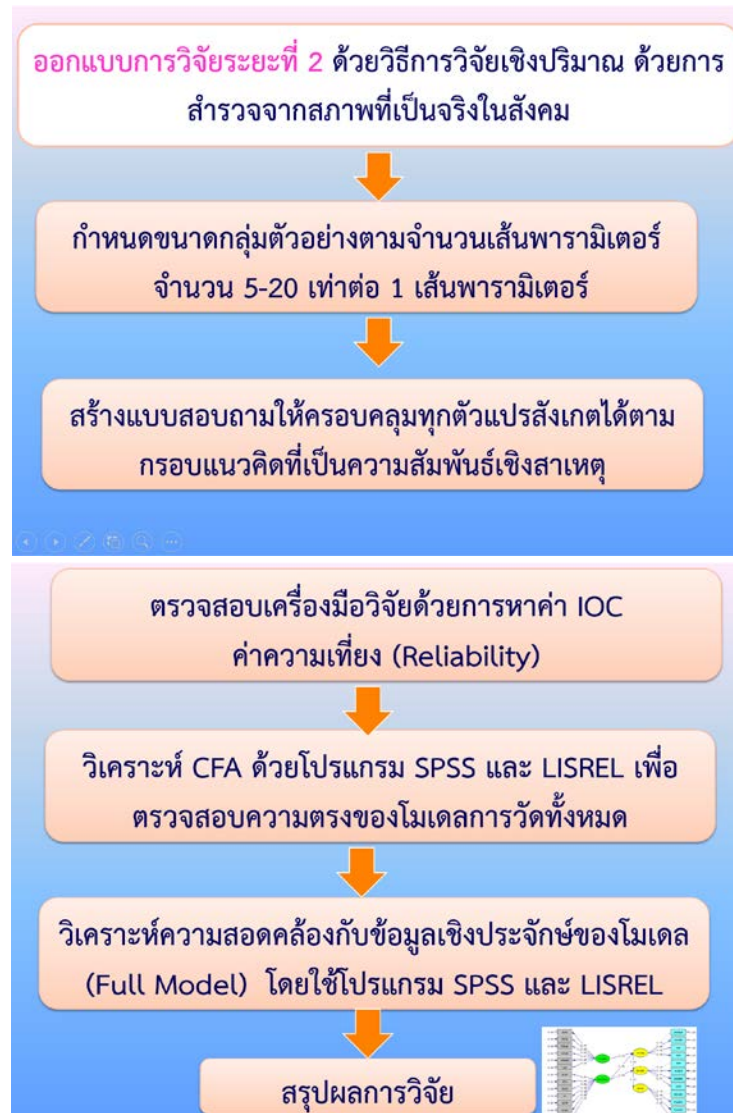 ออกแบบการวิจัยระยะที่ 2 ด้วยวิธีการวิจัยเชิงปริมาณ ด้วยการ
สำรวจจากสภาพที่เป็นจริงในสังคม
กำหนดขนาดกลุ่มตัวอย่างตามจำนวนเส้นพารามิเตอร์
จำนวน 5-20 เท่าต่อ 1 เส้นพารามิเตอร์
สร้างแบบสอบถามให้ครอบคลุมทุกตัวแปรสังเกตได้ตาม
กรอบแนวคิดที่เป็นความสัมพันธ์เชิงสาเหตุ
ตรวจสอบเครื่องมือวิจัยด้วยการหาค่า IOC
ค่าความเที่ยง (Reliability)
วิเคราะห์ CFA ด้วยโปรแกรม SPSS และ LISREL เพื่อ
ตรวจสอบความตรงของโมเดลการวัดทั้งหมด
วิเคราะห์ความสอดคล้องกับข้อมูลเชิงประจักษ์ของโมเดล
(Full Model) โดยใช้โปรแกรม SPSS และ LISREL
สรุปผลการวิจัย